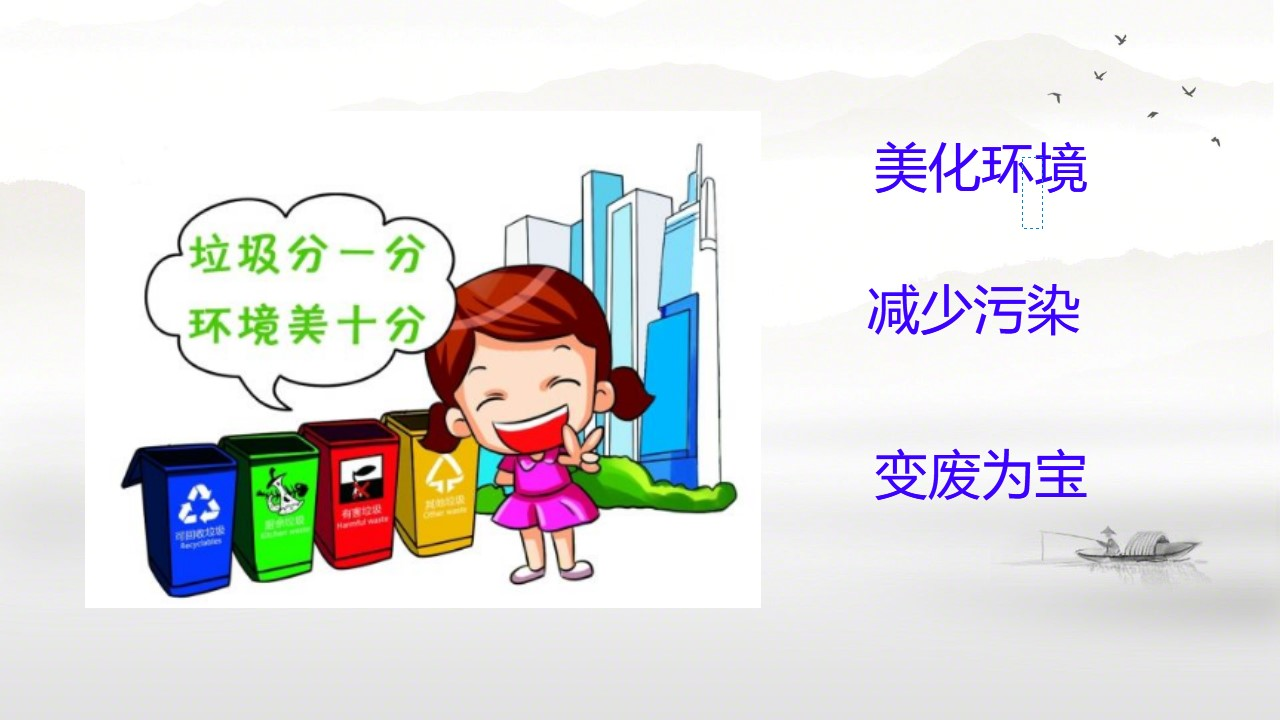 垃圾分一分
环境美十分
可回收垃圾
Recyclables
厨余垃圾
Kitchen waste
有害垃圾
Harmful waste
其他垃圾
Other waste
美化环境
减少污染
变废为宝